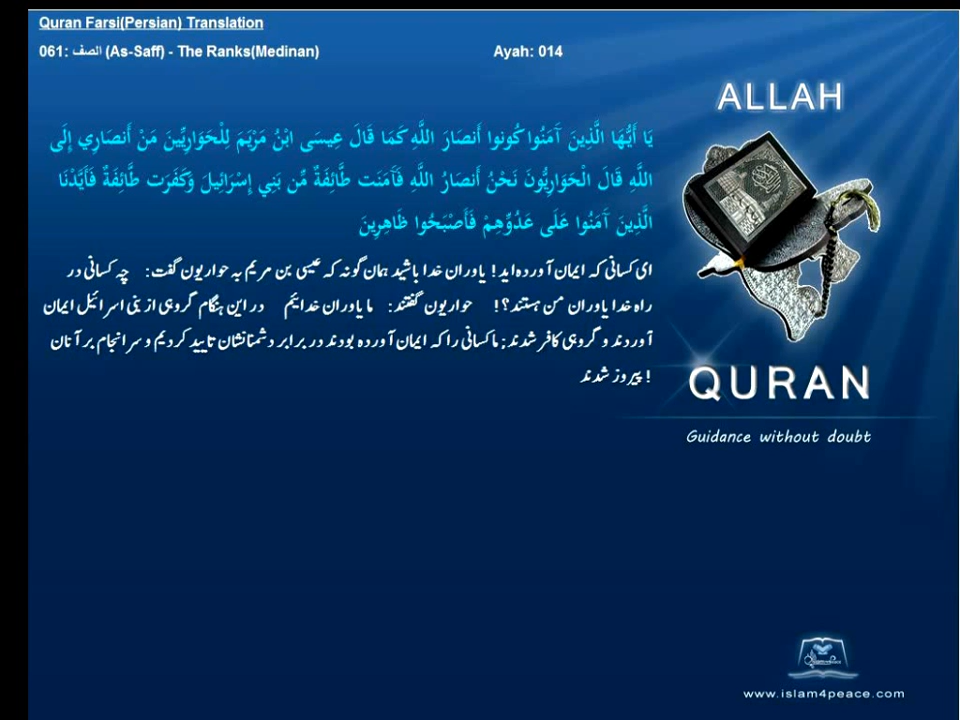 Quran Farsi(Persian) Translation
061: الصف (As-Saff) - The Ranks(Medinan) Ayah: 014
ALLAH
يَا أَيُّهَا الَّذِينَ آمَنُوا كُونوا أَنصَارَ اللَّهِ كَمَا قَالَ عِيسَى ابْنُ مَرْيَمَ لِلْحَوَارِيِّينَ مَنْ أَنصَارِي إِلَى
اللَّهِ قَالَ الْحَوَارِيُّونَ نَحْنُ أَنصَارُ اللَّهِ فَآمَنَت طَّائِفَةٌ مِّن بَنِي إِسْرَائِيلَ وَكَفَرَت طَّائِفَةٌ فَأَيَّدْنَا
الَّذِينَ آمَنُوا عَلَى عَدُوِّهِمْ فَأَصْبَحُوا ظَاهِرِينَ
ای کسانی که ایمان آورده‌اید! یاوران خدا باشید همان‌گونه که عیسی بن مریم به حواریون گفت: چه کسانی در
راه خدا یاوران من هستند؟! حواریون گفتند: ما یاوران خداییم در این هنگام گروهی از بنی اسرائیل ایمان
آوردند و گروهی کافر شدند; ما کسانی را که ایمان آورده بودند در برابر دشمنانشان تایید کردیم و سرانجام بر آنان
پیروز شدند !
QURAN
Guidance without doubt
www.islam4peace.com